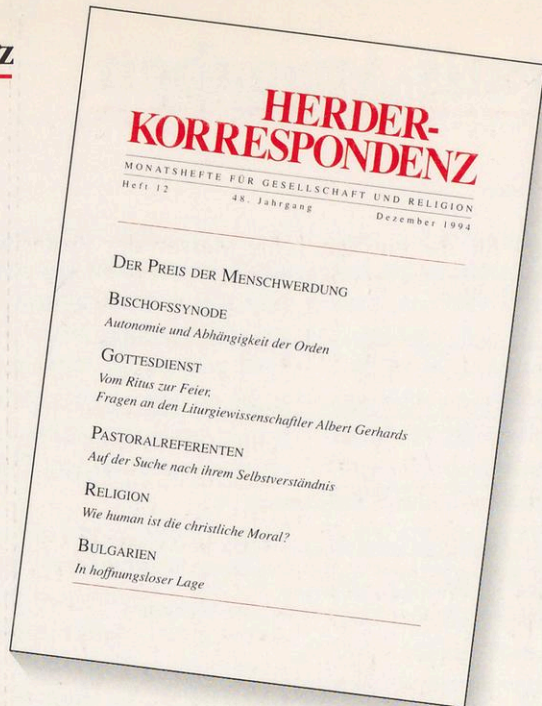 z
HERDER-
KORRESPONDENZ
MONATSHEFTE FÜR GESELLSCHAFT UND RELIGION
Heft 12 48. Jahrgang Dezember 1994
DER PREIS DER MENSCHWERDUNG
BISCHOFSSYNODE
Autonomie und Abhängigkeit der Orden
GOTTESDIENST
Vom Ritus zur Feier.
Fragen an den Liturgiewissenschaftler Albert Gerhards
PASTORALREFERENTEN
Auf der Suche nach ihrem Selbstverständnis
RELIGION
Wie human ist die christliche Moral?
BULGARIEN
In hoffnungsloser Lage